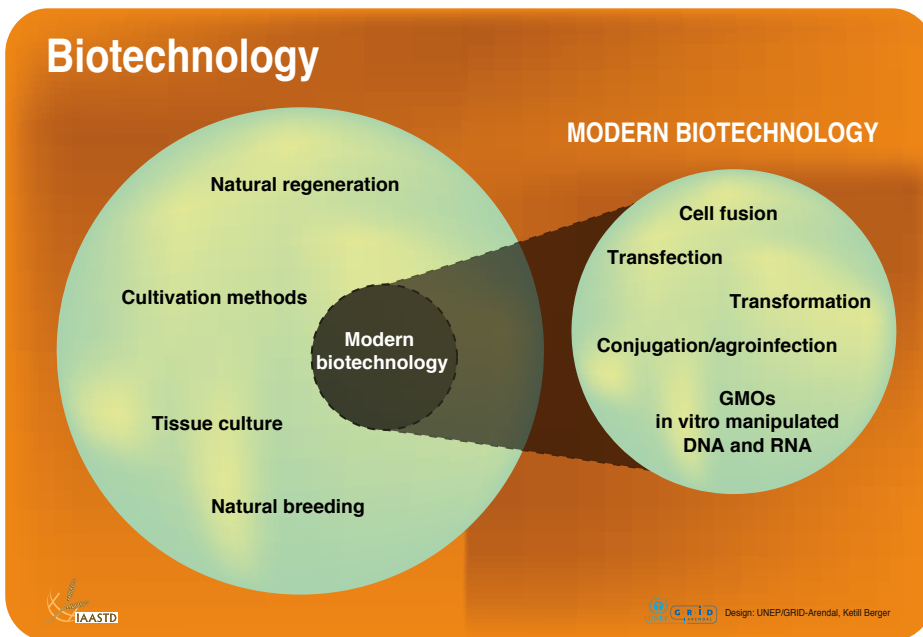 Biotechnology
MODERN BIOTECHNOLOGY
Natural regeneration
Cultivation methods
Modern
biotechnology
Tissue culture
Natural breeding
Cell fusion
Transfection
Transformation
Conjugation/agroinfection
GMOs
in vitro manipulated
DNA and RNA
IAASTD
G R I D
ARENDAL
Design: UNEP/GRID-Arendal, Ketill Berger